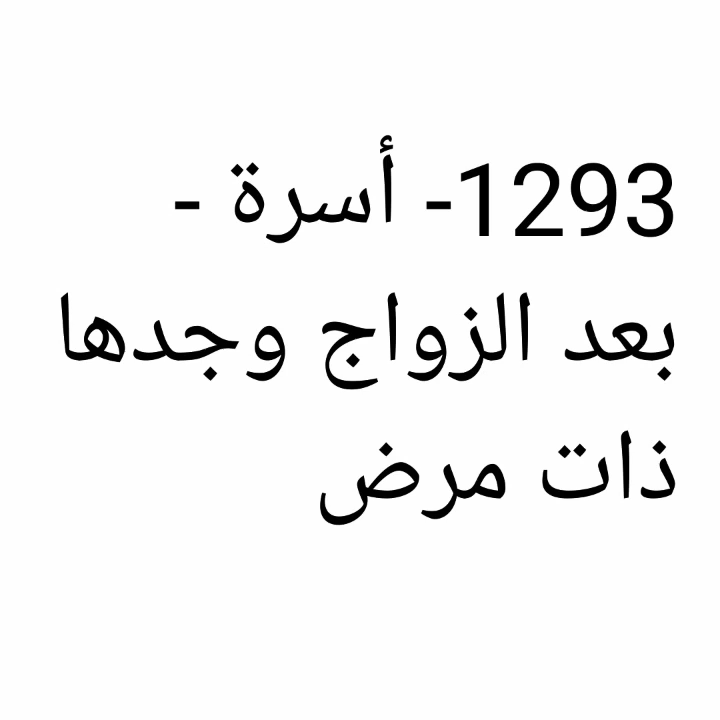 1293- أسرة -
بعد الزواج وجدها
ذات مرض